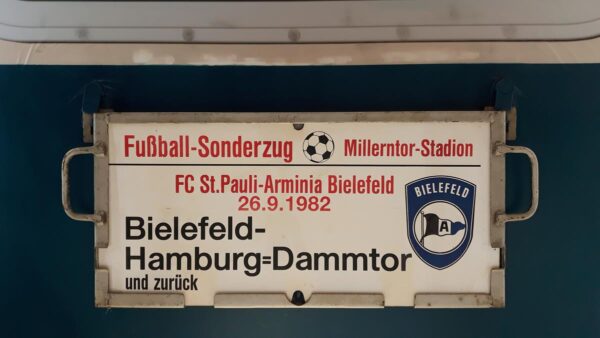 Fußball-Sonderzug Millerntor-Stadion
FC St.Pauli-Arminia Bielefeld
26.9.1982
BIELEFELD
A
Bielefeld-
Hamburg=Dammtor
und zurück